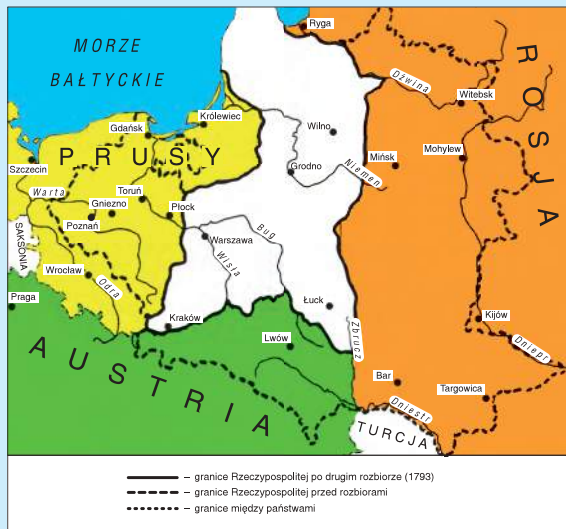 MORZE
BAŁTYCKIE
Ryga
ROSJA
Dźwina
Witebsk
Królewiec
Gdańsk
Wilno
PRUSY
Mińsk
Mohylew
Szczecin
Grodno
Niemen
Warta
Toruń
Gniezno
Płock
Poznań
Bug
Warszawa
SAKSONIA
Wisła
Wrocław
Odra
Praga
Łuck
Kraków
Kijów
Zbrucz
Lwów
Dniepr
AUSTRIA
Bar
Targowica
Dniestr
TURCJA
– granice Rzeczypospolitej po drugim rozbiorze (1793)
– granice Rzeczypospolitej przed rozbiorami
– granice między państwami